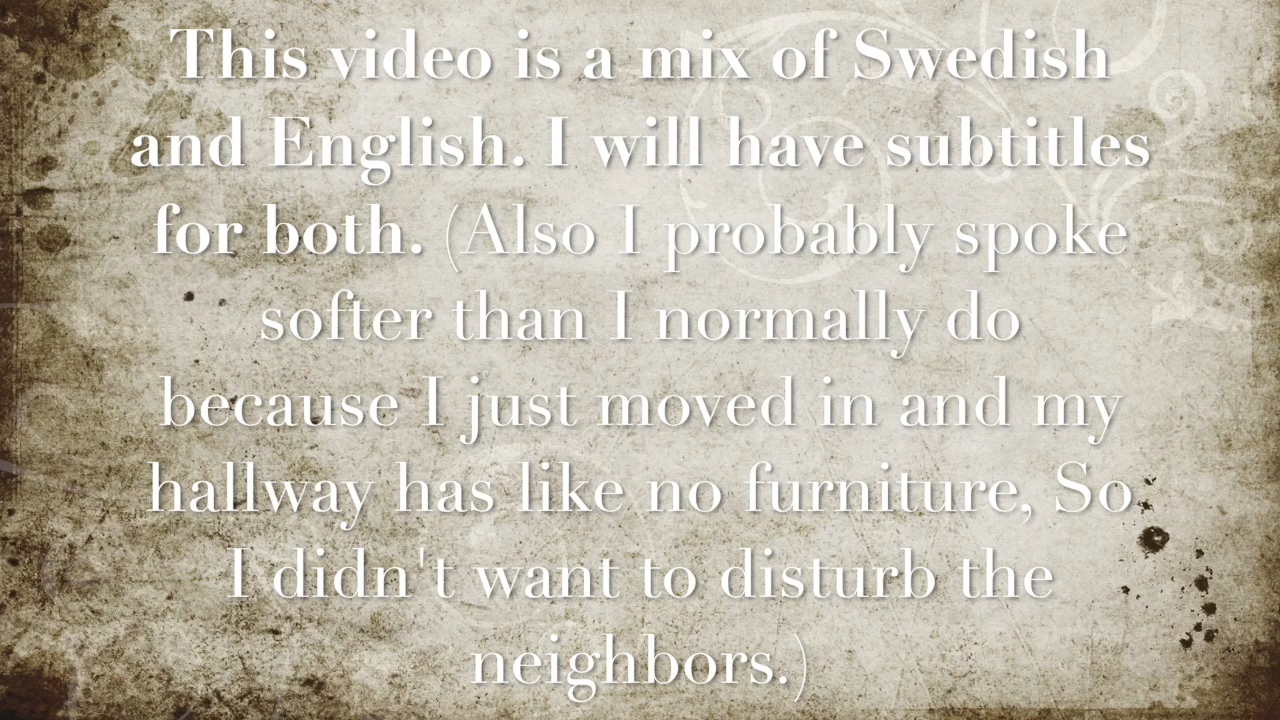 This video is a mix of Swedish
and English. I will have subtitles
for both. (Also I probably spoke
softer than I normally do
because I just moved in and my
hallway has like no furniture, So
I didn't want to disturb the
neighbors.)